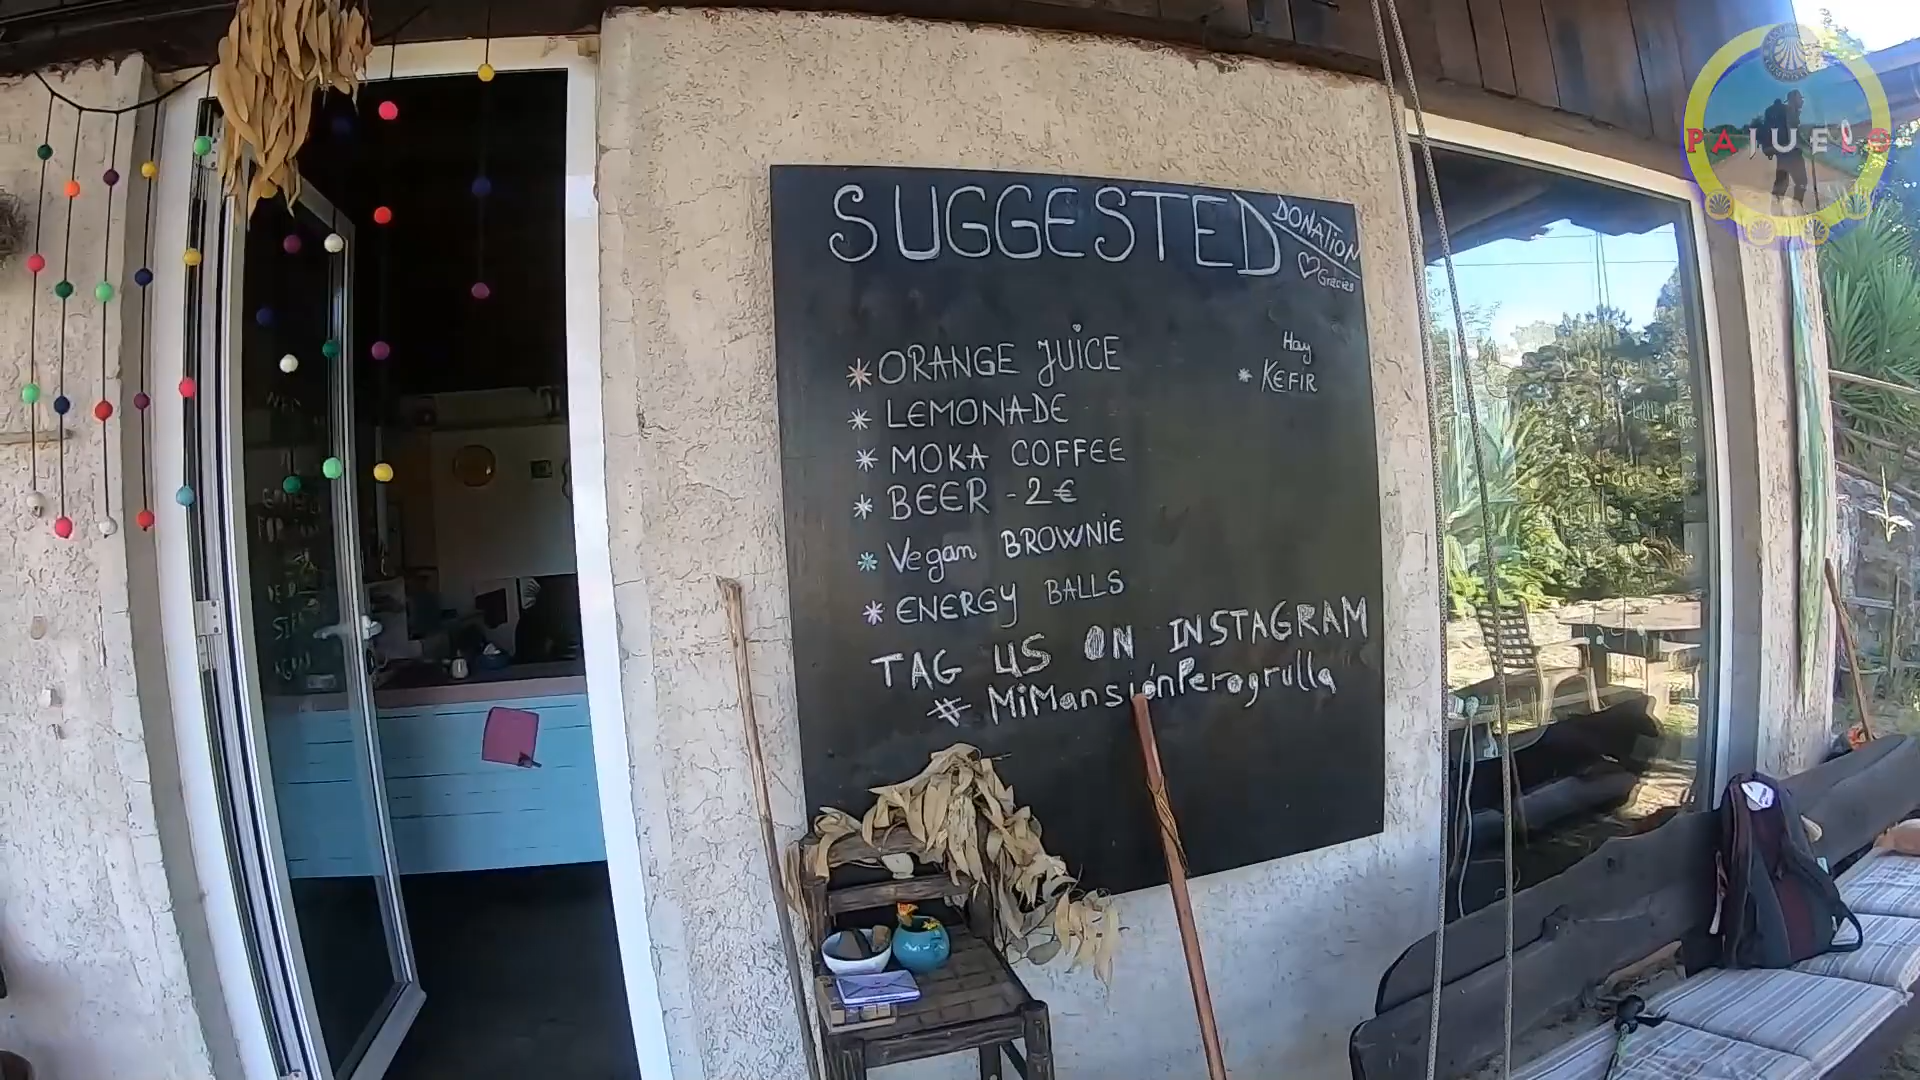 SUGGESTED
DONATION
♡ Gracias
* ORANGE JUICE
* LEMONADE
* MOKA COFFEE
* BEER - 2 €
* Vegan BROWNIE
* ENERGY BALLS
Hay
* KEFIR
TAG US ON INSTAGRAM
# MiMansiónPerogrulla
PAJUELO